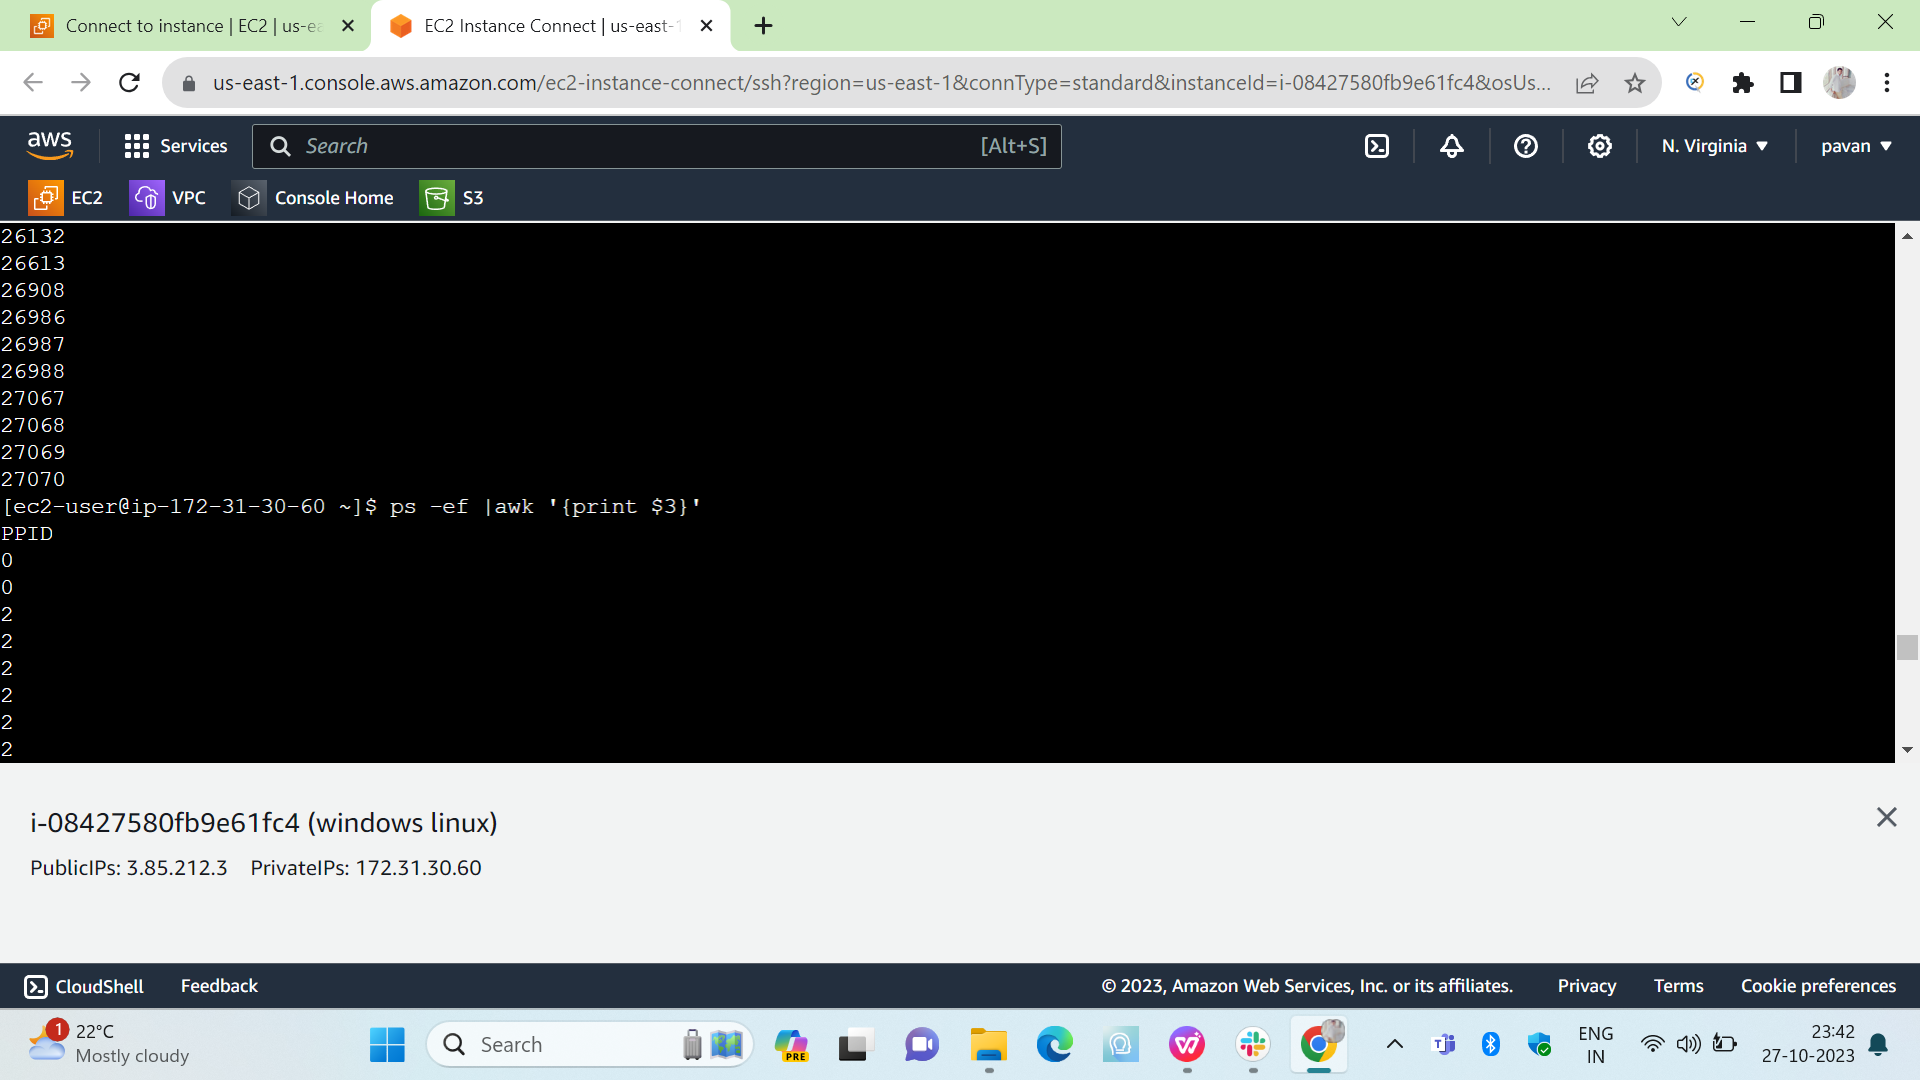 Connect to instance | EC2 | us-ea
EC2 Instance Connect | us-east-1
us-east-1.console.aws.amazon.com/ec2-instance-connect/ssh?region=us-east-1&connType=standard&instanceId=i-08427580fb9e61fc4&osUs...
aws
Services
Search
[Alt+S]
N. Virginia
pavan
EC2
VPC
Console Home
S3
26132
26613
26908
26986
26987
26988
27067
27068
27069
27070
[ec2-user@ip-172-31-30-60 ~]$ ps -ef |awk '{print $3}'
PPID
0
0
2
2
2
2
2
2
i-08427580fb9e61fc4 (windows linux)
PublicIPs: 3.85.212.3 PrivateIPs: 172.31.30.60
CloudShell
Feedback
© 2023, Amazon Web Services, Inc. or its affiliates.
Privacy
Terms
Cookie preferences
1
22°C
Mostly cloudy
Search
PRE
ENG
IN
23:42
27-10-2023